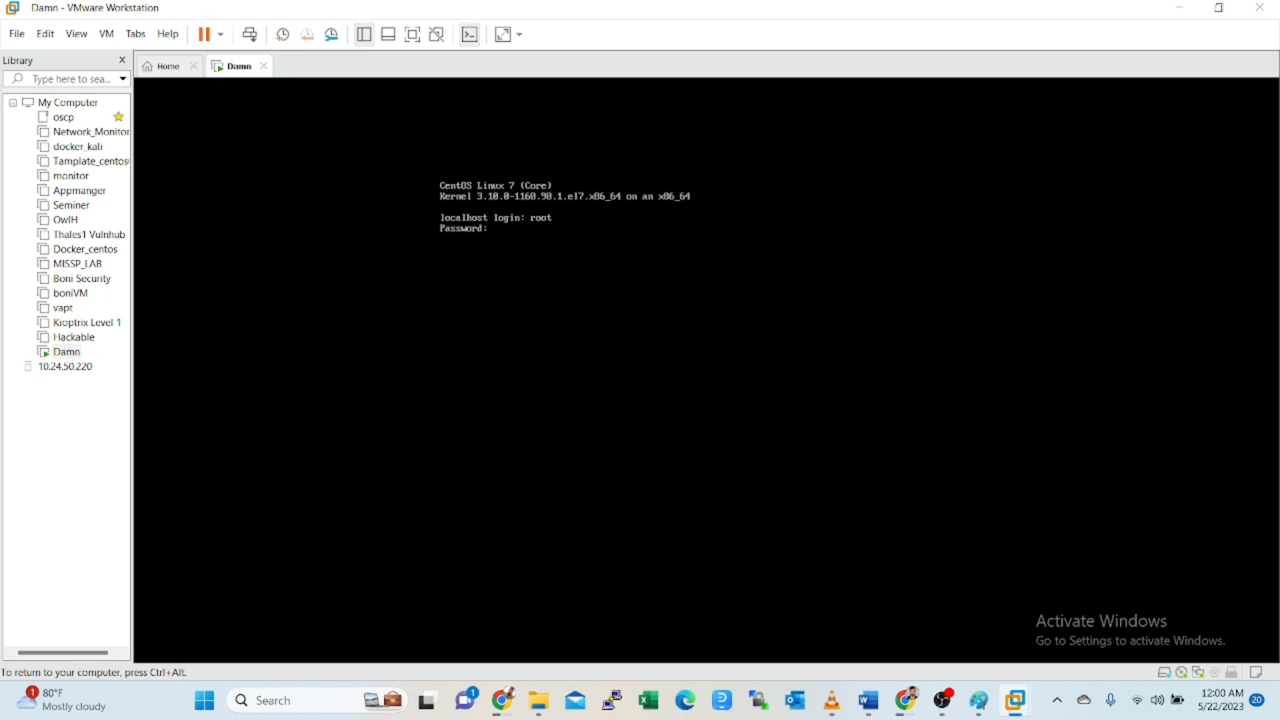 Damn - VMware Workstation
File Edit View VM Tabs Help
Library
Type here to sea...
Home
Damn
My Computer
oscp
Network_Monitor
docker_kali
Tamplate_centos
monitor
Appmanger
Seminer
OwlH
Thales1 Vulnhub
Docker_centos
MISSP_LAB
Boni Security
boniVM
vapt
Kioptrix Level 1
Hackable
Damn
10.24.50.220
CentOS Linux 7 (Core)
Kernel 3.10.0-1160.90.1.el7.x86_64 on an x86_64
localhost login: root
Password:
Activate Windows
Go to Settings to activate Windows.
To return to your computer, press Ctrl+Alt.
1
80°F
Mostly cloudy
Search
1
12:00 AM
5/22/2023
20